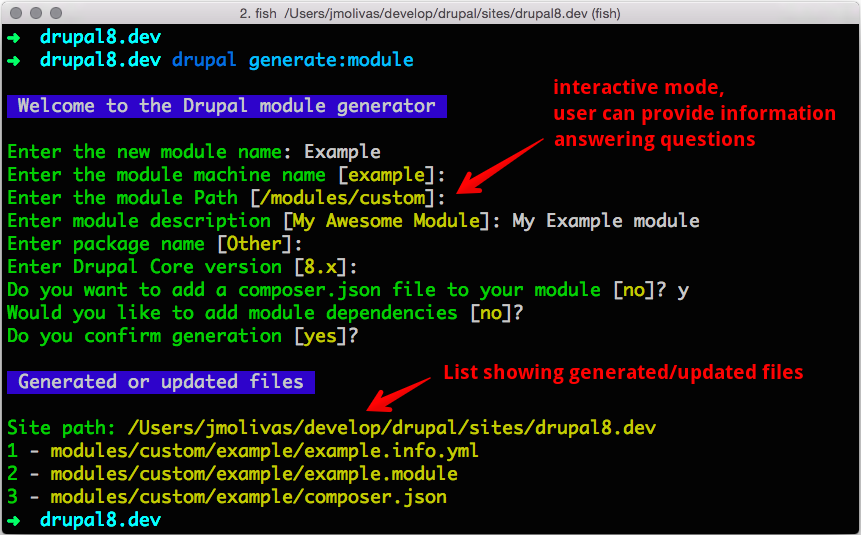 2. fish /Users/jmolivas/develop/drupal/sites/drupal8.dev (fish)
➜ drupal8.dev
➜ drupal8.dev drupal generate:module
Welcome to the Drupal module generator
interactive mode,
user can provide information
answering questions
Enter the new module name: Example
Enter the module machine name [example]:
Enter the module Path [/modules/custom]:
Enter module description [My Awesome Module]: My Example module
Enter package name [Other]:
Enter Drupal Core version [8.x]:
Do you want to add a composer.json file to your module [no]? y
Would you like to add module dependencies [no]?
Do you confirm generation [yes]?
Generated or updated files
List showing generated/updated files
Site path: /Users/jmolivas/develop/drupal/sites/drupal8.dev
1 - modules/custom/example/example.info.yml
2 - modules/custom/example/example.module
3 - modules/custom/example/composer.json
➜ drupal8.dev